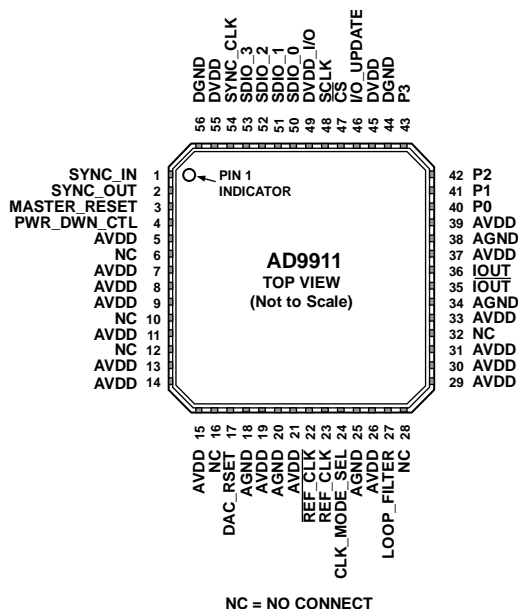 DGND 56
DVDD 55
SYNC_CLK 54
SDIO_3 53
SDIO_2 52
SDIO_1 51
SDIO_0 50
DVDD_I/O 49
SCLK 48
CS 47
I/O_UPDATE 46
DVDD 45
DGND 44
P3 43
SYNC_IN 1
SYNC_OUT 2
MASTER_RESET 3
PWR_DWN_CTL 4
AVDD 5
NC 6
AVDD 7
AVDD 8
AVDD 9
NC 10
AVDD 11
NC 12
AVDD 13
AVDD 14
PIN 1
INDICATOR
AD9911
TOP VIEW
(Not to Scale)
42 P2
41 P1
40 P0
39 AVDD
38 AGND
37 AVDD
36 IOUT
35 IOUT
34 AGND
33 AVDD
32 NC
31 AVDD
30 AVDD
29 AVDD
AVDD 15
NC 16
DAC_RSET 17
AGND 18
AVDD 19
AGND 20
AVDD 21
REF_CLK 22
REF_CLK 23
CLK_MODE_SEL 24
AGND 25
AVDD 26
LOOP_FILTER 27
NC 28
NC = NO CONNECT